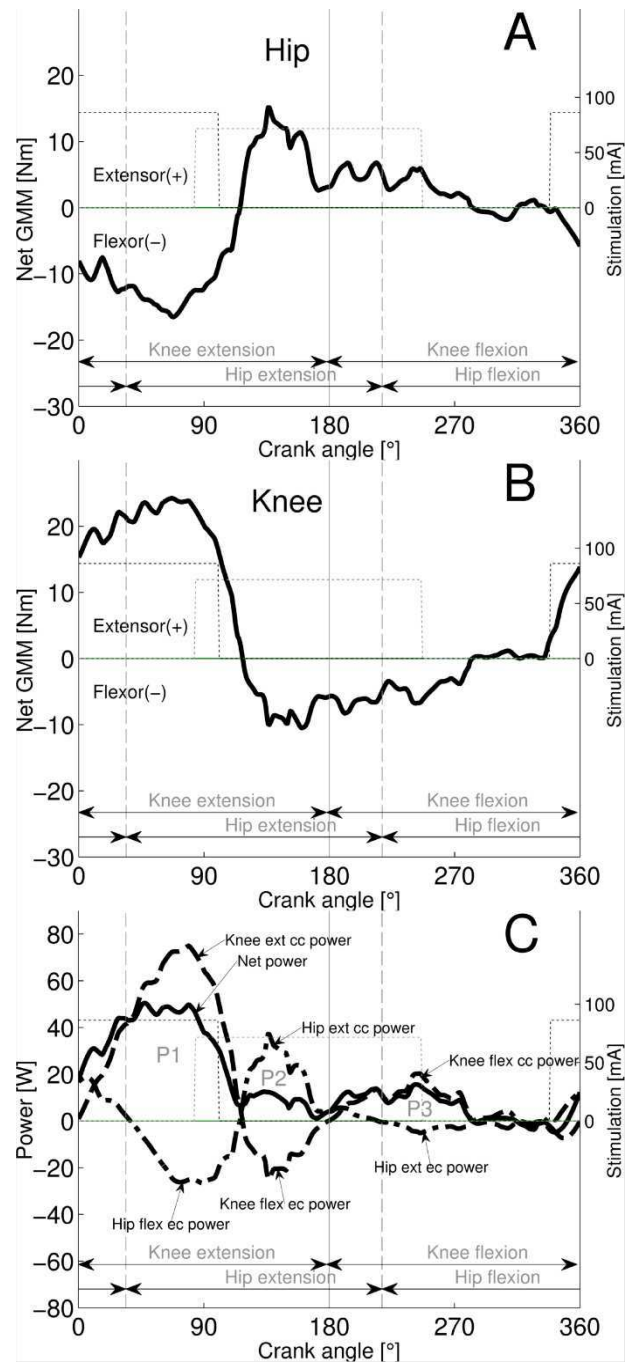 A
Hip
Net GMM [Nm]
20
10
0
−10
−20
−30
Extensor(+)
Flexor(−)
100
50
0
Stimulation [mA]
Knee extension
Knee flexion
Hip extension
Hip flexion
0
90
180
270
360
Crank angle [°]
B
Knee
Net GMM [Nm]
20
10
0
−10
−20
−30
Extensor(+)
Flexor(−)
100
50
0
Stimulation [mA]
Knee extension
Knee flexion
Hip extension
Hip flexion
0
90
180
270
360
Crank angle [°]
C
Power [W]
80
60
40
20
0
−20
−40
−60
−80
Knee ext cc power
Net power
Hip ext cc power
Knee flex cc power
P1
P2
P3
Hip ext ec power
Knee flex ec power
Hip flex ec power
100
50
0
Stimulation [mA]
Knee extension
Knee flexion
Hip extension
Hip flexion
0
90
180
270
360
Crank angle [°]